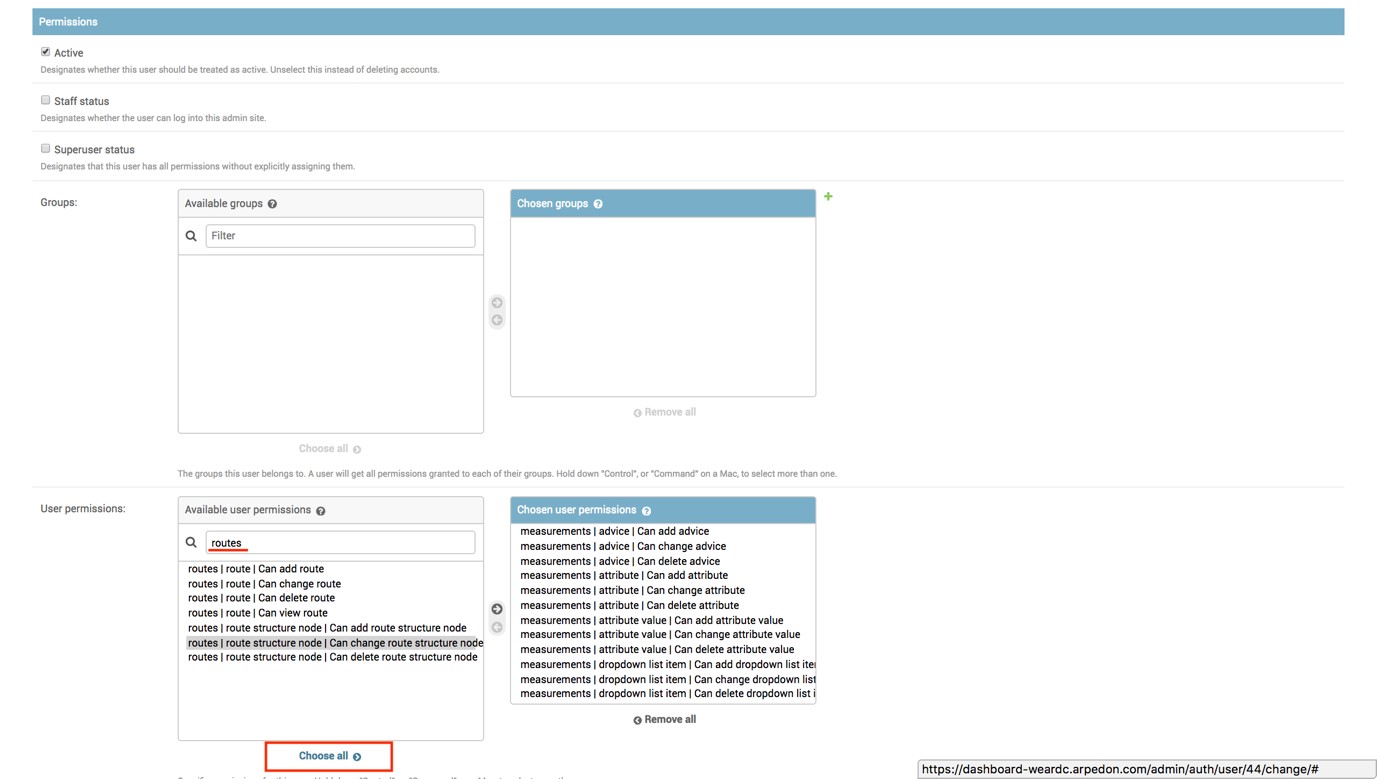 Permissions
Active
Designates whether this user should be treated as active. Unselect this instead of deleting accounts.
Staff status
Designates whether the user can log into this admin site.
Superuser status
Designates that this user has all permissions without explicitly assigning them.
Groups:
Available groups
Filter
Choose all
Chosen groups
Remove all
The groups this user belongs to. A user will get all permissions granted to each of their groups. Hold down "Control", or "Command" on a Mac, to select more than one.
User permissions:
Available user permissions
routes
routes | route | Can add route
routes | route | Can change route
routes | route | Can delete route
routes | route | Can view route
routes | route structure node | Can add route structure node
routes | route structure node | Can change route structure node
routes | route structure node | Can delete route structure node
Choose all
Chosen user permissions
measurements | advice | Can add advice
measurements | advice | Can change advice
measurements | advice | Can delete advice
measurements | attribute | Can add attribute
measurements | attribute | Can change attribute
measurements | attribute | Can delete attribute
measurements | attribute value | Can add attribute value
measurements | attribute value | Can change attribute value
measurements | attribute value | Can delete attribute value
measurements | dropdown list item | Can add dropdown list iter
measurements | dropdown list item | Can change dropdown list
measurements | dropdown list item | Can delete dropdown list i
Remove all
https://dashboard-weardc.arpedon.com/admin/auth/user/44/change/#